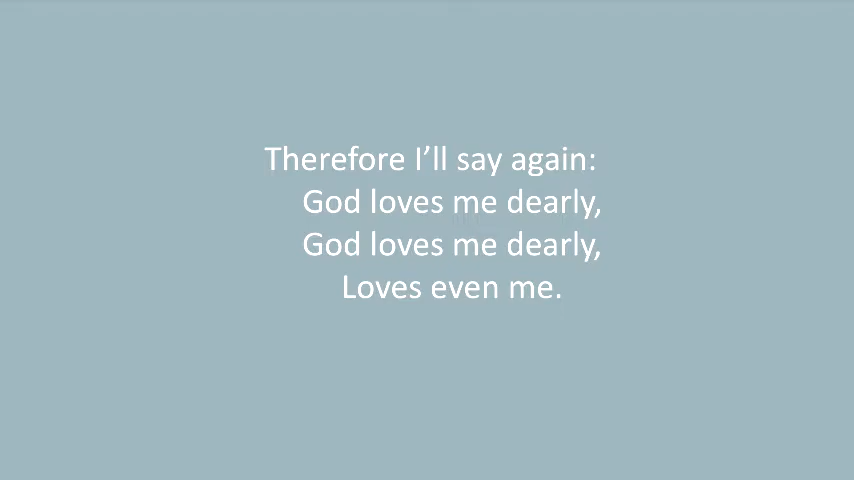 Therefore I’ll say again:
God loves me dearly,
God loves me dearly,
Loves even me.